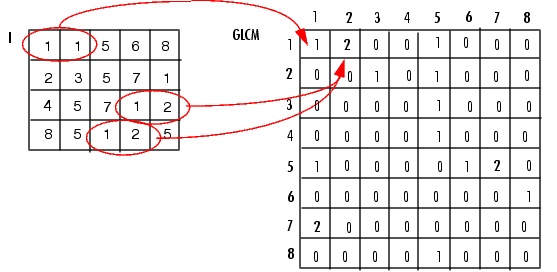 1 2 3 4 5 6 7 8
I GLCM
1 1 5 6 8
2 3 5 7 1
4 5 7 1 2
8 5 1 2 5
1 1 2 0 0 1 0 0 0
2 0 0 1 0 1 0 0 0
3 0 0 0 0 1 0 0 0
4 0 0 0 0 1 0 0 0
5 1 0 0 0 0 1 2 0
6 0 0 0 0 0 0 0 1
7 2 0 0 0 0 0 0 0
8 0 0 0 0 1 0 0 0